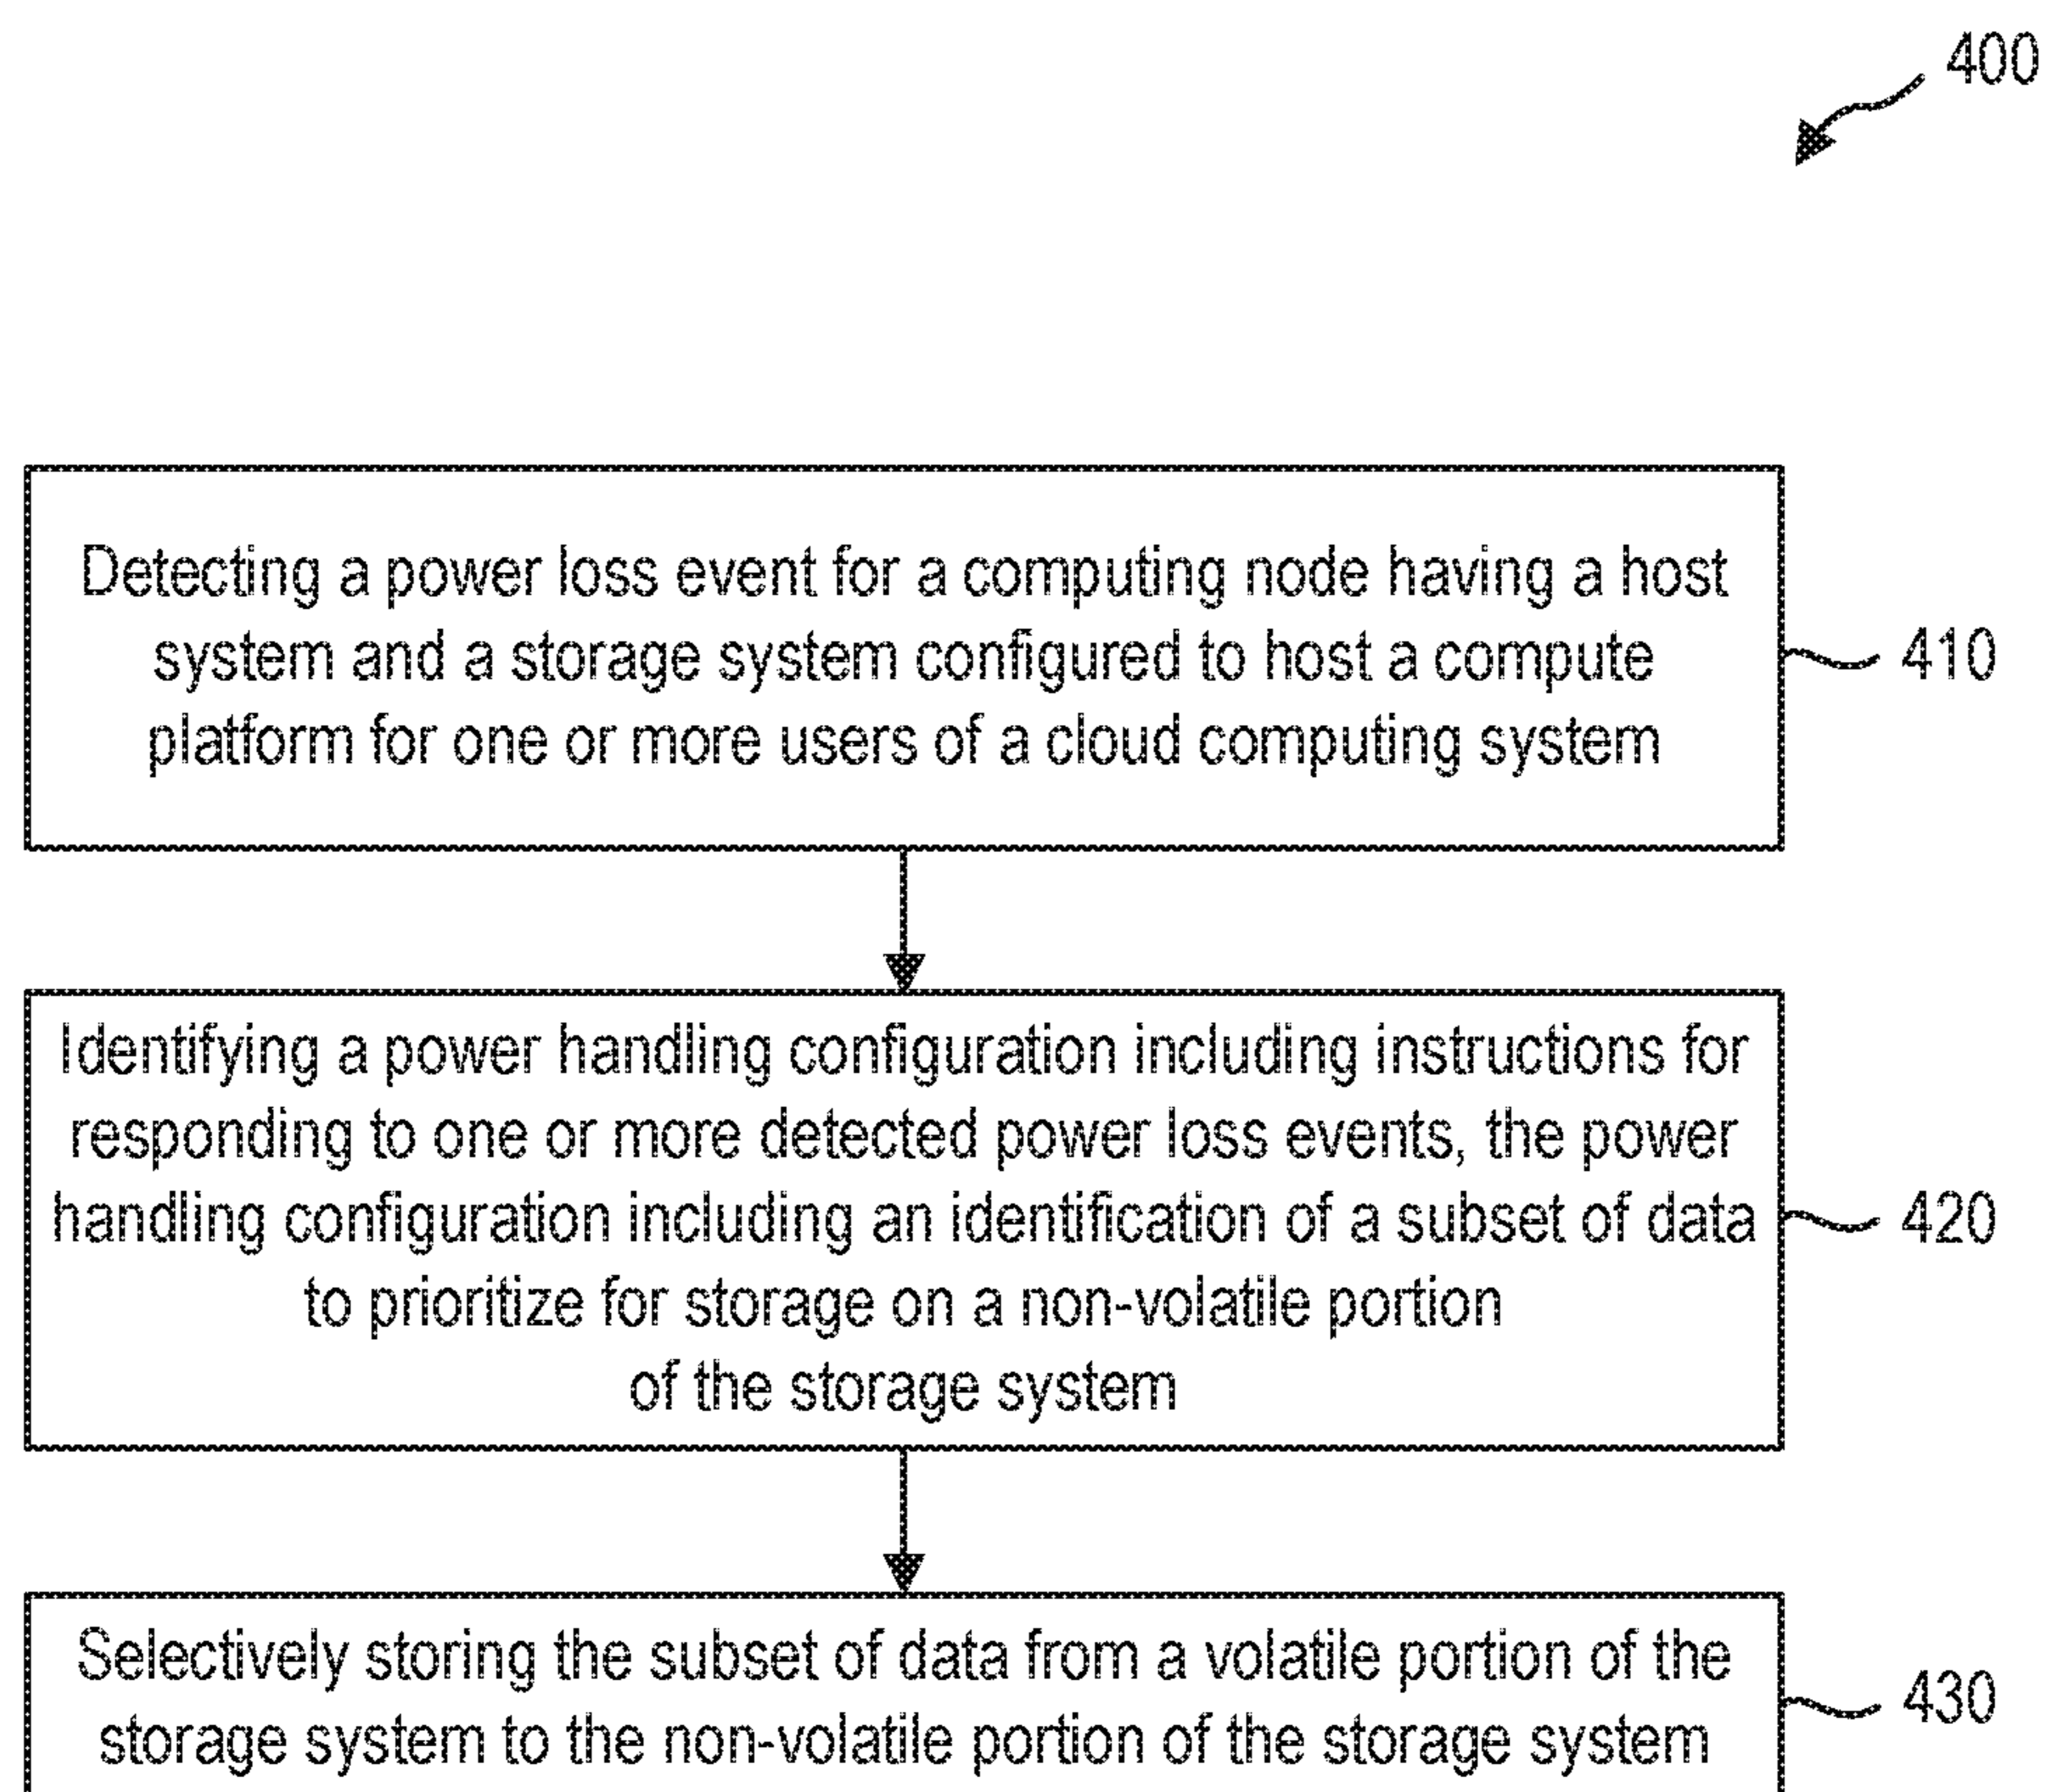 400
Detecting a power loss event for a computing node having a host
system and a storage system configured to host a compute
platform for one or more users of a cloud computing system
410
Identifying a power handling configuration including instructions for
responding to one or more detected power loss events, the power
handling configuration including an identification of a subset of data
to prioritize for storage on a non-volatile portion
of the storage system
420
Selectively storing the subset of data from a volatile portion of the
storage system to the non-volatile portion of the storage system
430